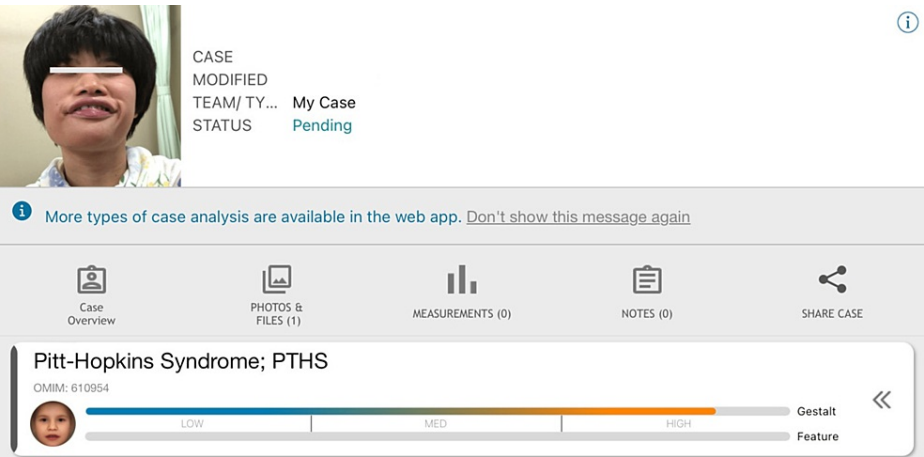 CASE
MODIFIED
TEAM/ TY... My Case
STATUS Pending
More types of case analysis are available in the web app. Don't show this message again
Case
Overview
PHOTOS &
FILES (1)
MEASUREMENTS (0)
NOTES (0)
SHARE CASE
Pitt-Hopkins Syndrome; PTHS
OMIM: 610954
LOW MED HIGH Gestalt
Feature